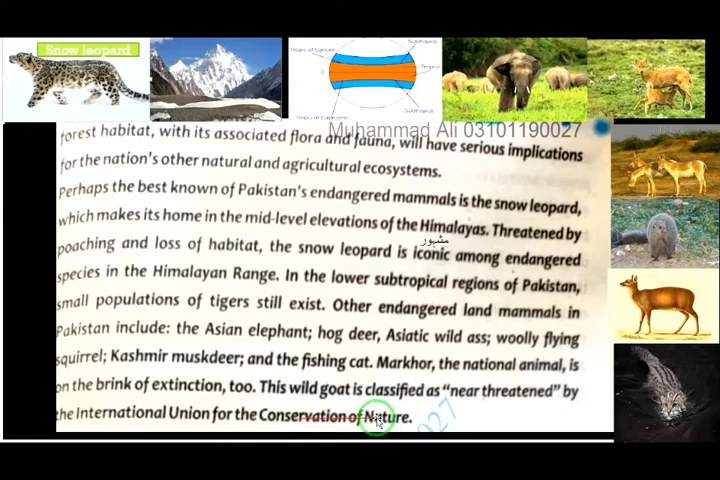 Snow leopard
Tropic of Cancer
Subtropics
Tropics
Subtropics
Tropic of Capricorn
Muhammad Ali 03101190027
forest habitat, with its associated flora and fauna, will have serious implications
for the nation's other natural and agricultural ecosystems.
Perhaps the best known of Pakistan's endangered mammals is the snow leopard,
which makes its home in the mid-level elevations of the Himalayas. Threatened by
مشہور
poaching and loss of habitat, the snow leopard is iconic among endangered
species in the Himalayan Range. In the lower subtropical regions of Pakistan,
small populations of tigers still exist. Other endangered land mammals in
Pakistan include: the Asian elephant; hog deer, Asiatic wild ass; woolly flying
squirrel; Kashmir muskdeer; and the fishing cat. Markhor, the national animal, is
on the brink of extinction, too. This wild goat is classified as "near threatened" by
the International Union for the Conservation of Nature.
027